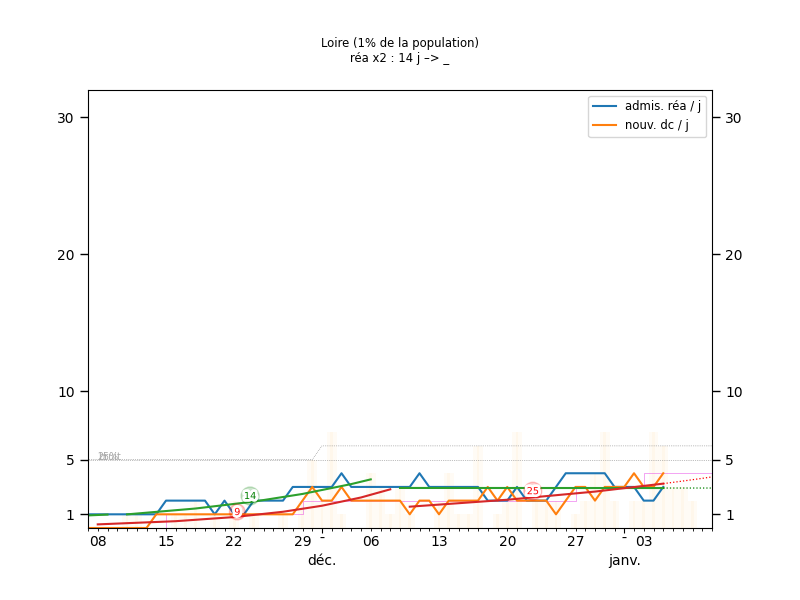 Loire (1% de la population)
réa x2 : 14 j –> _
admis. réa / j
nouv. dc / j
30 30
20 20
10 10
5 5
1 1
14
9
25
08 15 22 29 - 06 13 20 27 - 03
déc. janv.